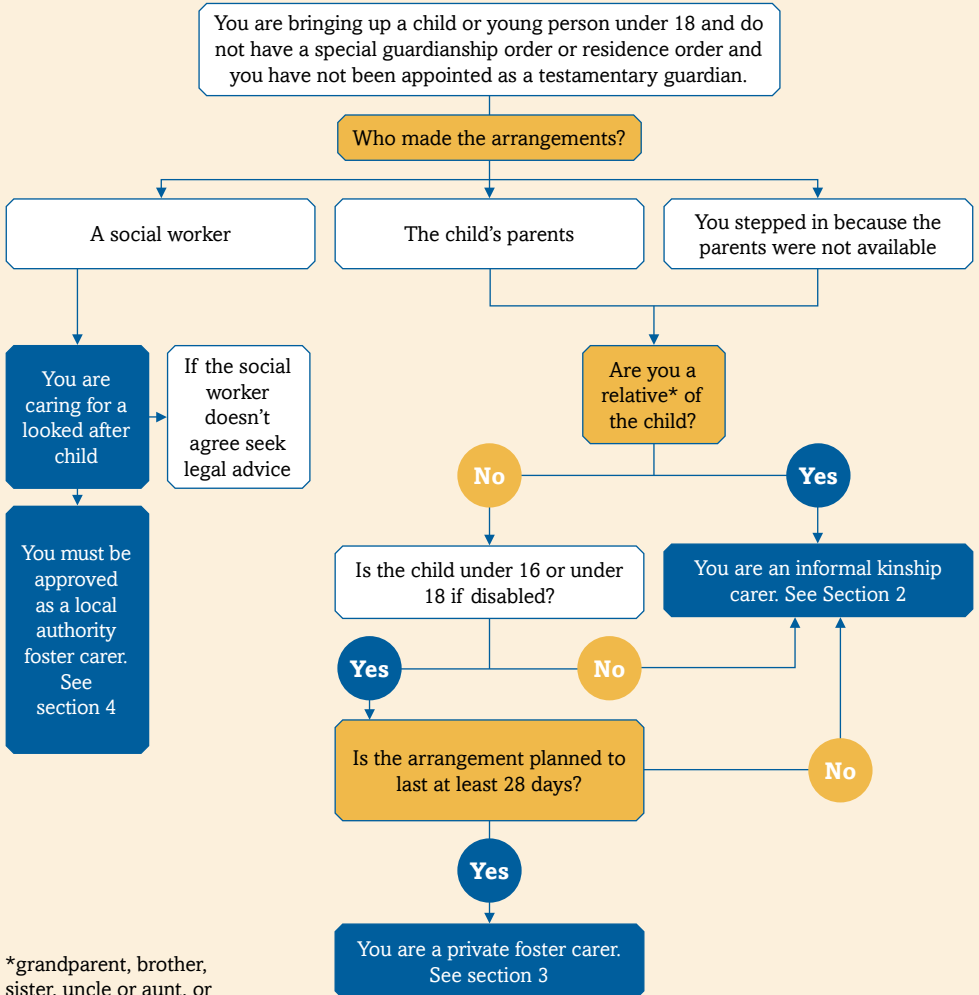 You are bringing up a child or young person under 18 and do
not have a special guardianship order or residence order and
you have not been appointed as a testamentary guardian.
Who made the arrangements?
A social worker
The child's parents
You stepped in because the
parents were not available
You are
caring for a
looked after
child
If the social
worker
doesn't
agree seek
legal advice
Are you a
relative* of
the child?
No
Yes
You must be
approved
as a local
authority
foster carer.
See
section 4
Is the child under 16 or under
18 if disabled?
You are an informal kinship
carer. See Section 2
Yes
No
Is the arrangement planned to
last at least 28 days?
No
Yes
You are a private foster carer.
See section 3
*grandparent, brother,
sister, uncle or aunt, or